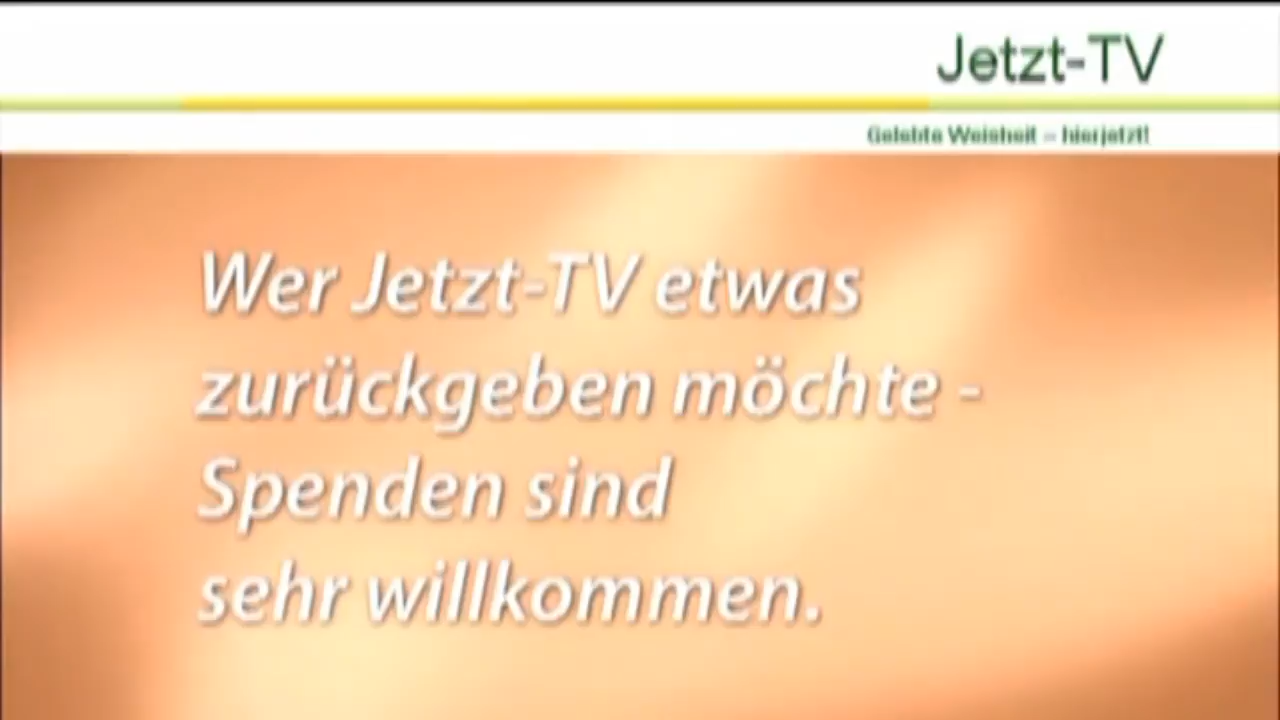 Jetzt-TV
Gelebte Weisheit – hierjetzt!
Wer Jetzt-TV etwas
zurückgeben möchte -
Spenden sind
sehr willkommen.